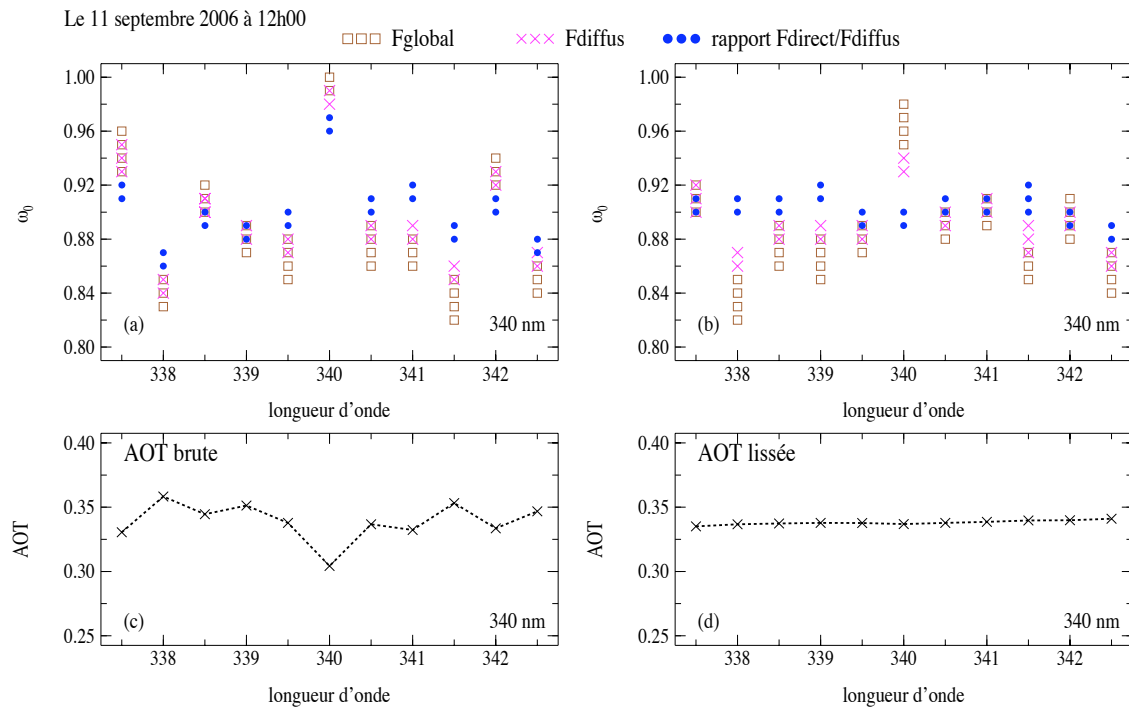 Le 11 septembre 2006 à 12h00
Fglobal
Fdiffus
rapport Fdirect/Fdiffus
1.00
0.96
0.92
0.88
0.84
0.80
ω0
(a)
340 nm
338
339
340
341
342
longueur d'onde
1.00
0.96
0.92
0.88
0.84
0.80
ω0
(b)
340 nm
338
339
340
341
342
longueur d'onde
0.40
0.35
0.30
0.25
AOT
AOT brute
(c)
340 nm
338
339
340
341
342
longueur d'onde
0.40
0.35
0.30
0.25
AOT
AOT lissée
(d)
340 nm
338
339
340
341
342
longueur d'onde